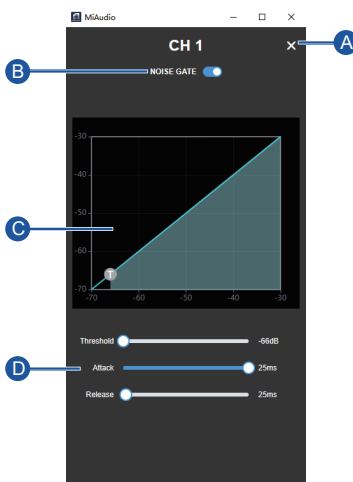 MiAudio
CH 1
A
B
NOISE GATE
-30
-40
-50
-60
-70
C
T
-70 -60 -50 -40 -30
Threshold -66dB
D
Attack 25ms
Release 25ms